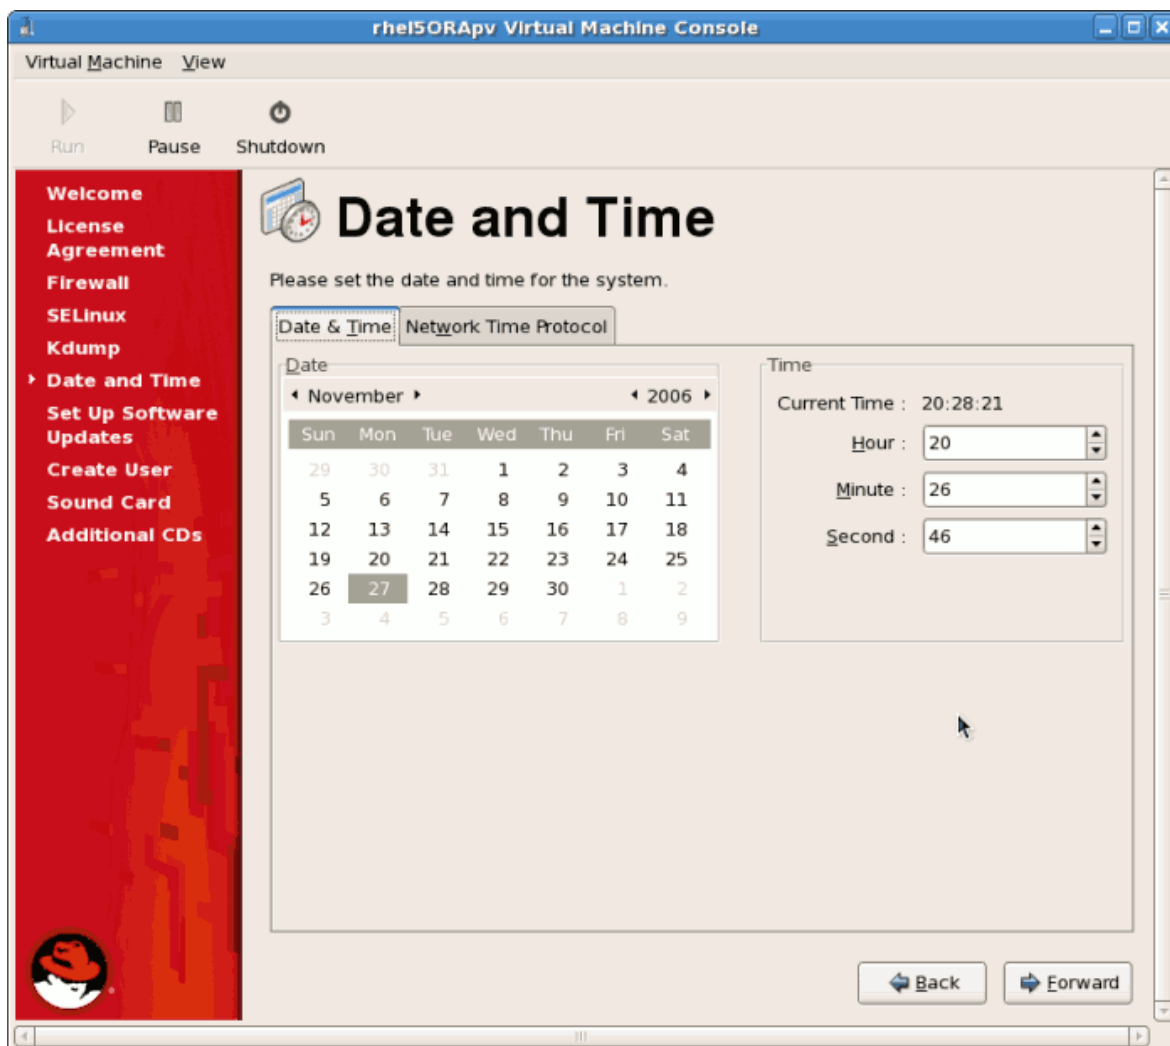 rhel5ORApv Virtual Machine Console
Virtual Machine View
Run Pause Shutdown
Welcome
License
Agreement
Firewall
SELinux
Kdump
Date and Time
Set Up Software
Updates
Create User
Sound Card
Additional CDs
Date and Time
Please set the date and time for the system.
Date & Time Network Time Protocol
Date
November 2006
Sun Mon Tue Wed Thu Fri Sat
29 30 31 1 2 3 4
5 6 7 8 9 10 11
12 13 14 15 16 17 18
19 20 21 22 23 24 25
26 27 28 29 30 1 2
3 4 5 6 7 8 9
Time
Current Time : 20:28:21
Hour : 20
Minute : 26
Second : 46
Back Forward